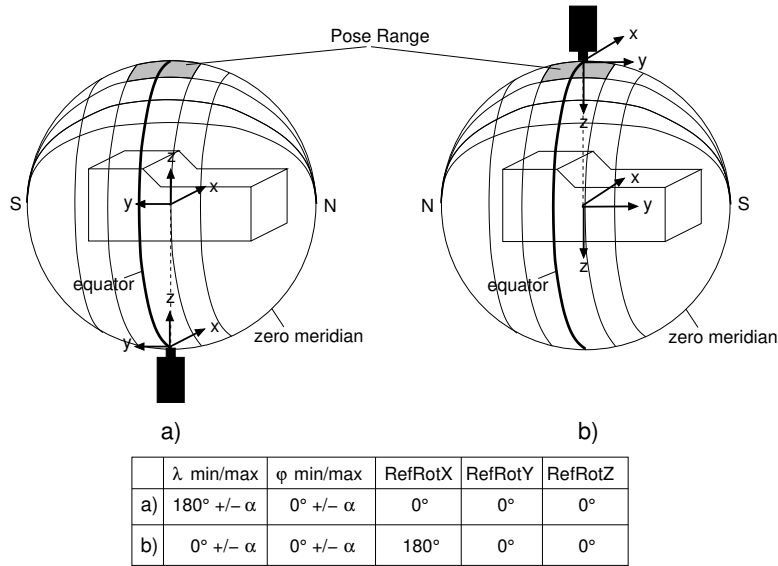 Pose Range
x
y
z
z
y
x
S
N
N
S
x
y
z
equator
z
x
y
equator
zero meridian
zero meridian
a)
b)
λ min/max φ min/max RefRotX RefRotY RefRotZ
a) 180° +/− α 0° +/− α 0° 0° 0°
b) 0° +/− α 0° +/− α 180° 0° 0°